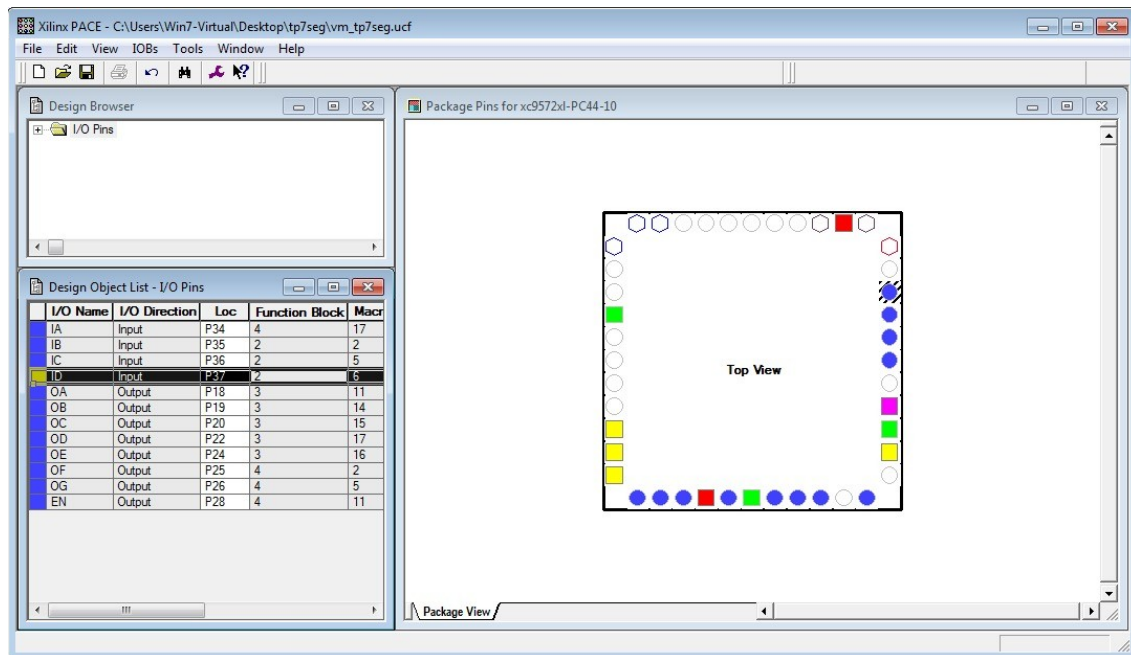 Xilinx PACE - C:\Users\Win7-Virtual\Desktop\tp7seg\vm_tp7seg.ucf
File Edit View IOBs Tools Window Help
Design Browser
I/O Pins
Design Object List - I/O Pins
I/O Name I/O Direction Loc Function Block Macr
IA Input P34 4 17
IB Input P35 2 2
IC Input P36 2 5
ID Input P37 2 6
OA Output P18 3 11
OB Output P19 3 14
OC Output P20 3 15
OD Output P22 3 17
OE Output P24 3 16
OF Output P25 4 2
OG Output P26 4 5
EN Output P28 4 11
Package Pins for xc9572xl-PC44-10
Top View
Package View